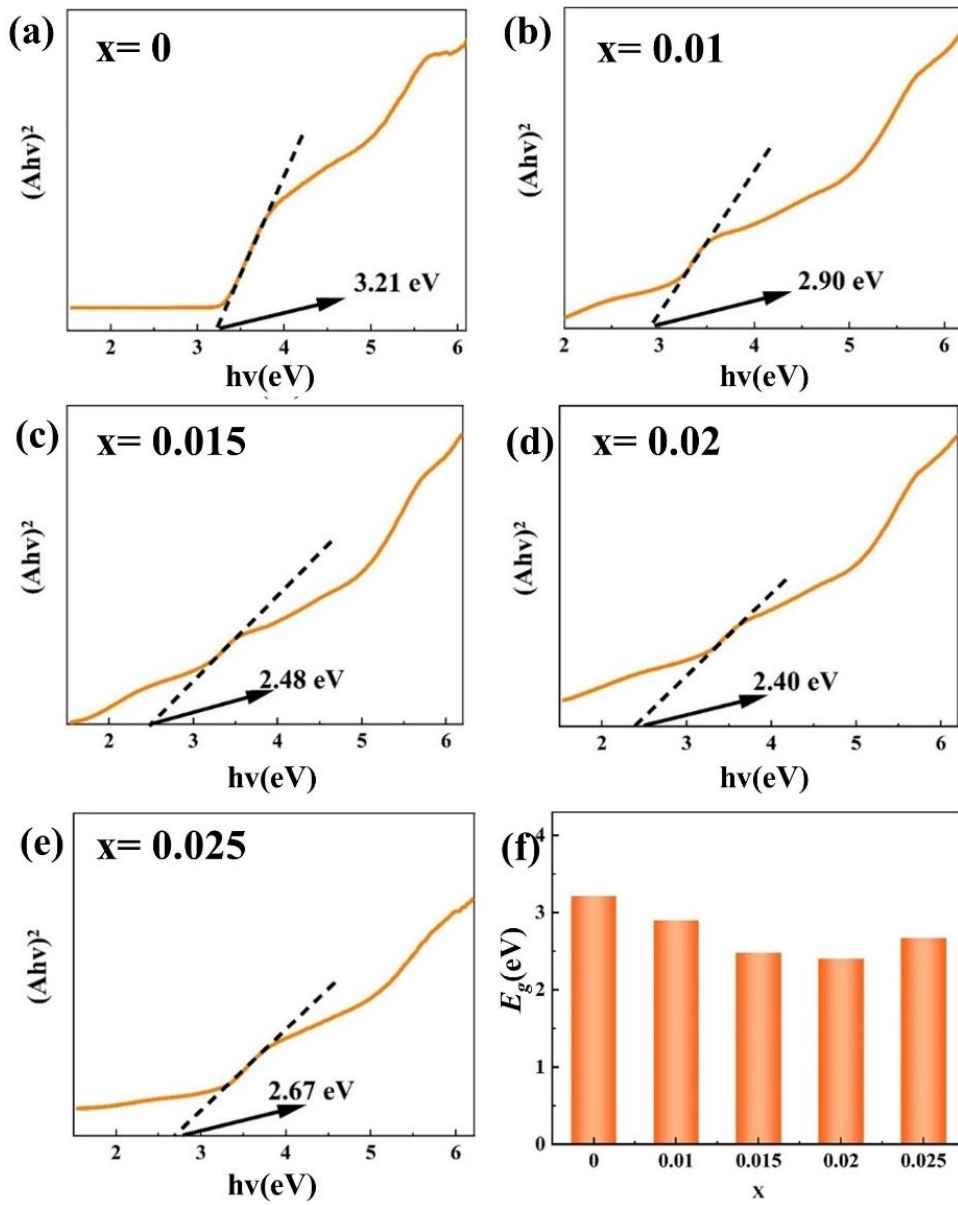 (a)
x= 0
(Ahv)²
3.21 eV
2 3 4 5 6
hv(eV)
(b)
x= 0.01
(Ahv)²
2.90 eV
2 3 4 5 6
hv(eV)
(c)
x= 0.015
(Ahv)²
2.48 eV
2 3 4 5 6
hv(eV)
(d)
x= 0.02
(Ahv)²
2.40 eV
2 3 4 5 6
hv(eV)
(e)
x= 0.025
(Ahv)²
2.67 eV
2 3 4 5 6
hv(eV)
(f)
E_g(eV)
4
3
2
1
0
0 0.01 0.015 0.02 0.025
x